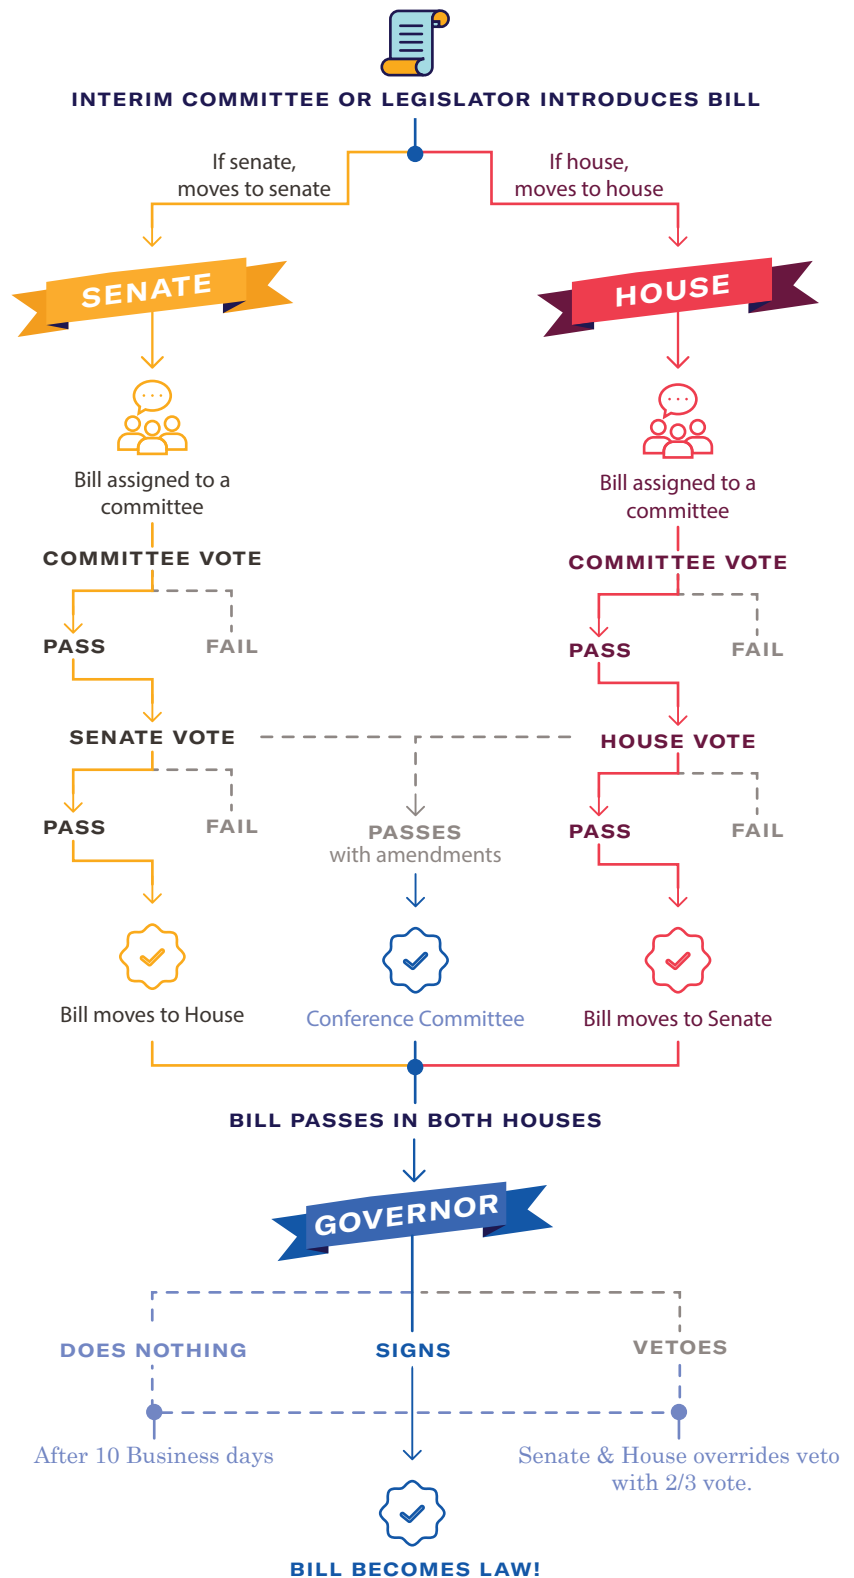 INTERIM COMMITTEE OR LEGISLATOR INTRODUCES BILL
If senate,
moves to senate
If house,
moves to house
SENATE
HOUSE
Bill assigned to a
committee
Bill assigned to a
committee
COMMITTEE VOTE
COMMITTEE VOTE
PASS
FAIL
PASS
FAIL
SENATE VOTE
HOUSE VOTE
PASS
FAIL
PASSES
with amendments
PASS
FAIL
Bill moves to House
Conference Committee
Bill moves to Senate
BILL PASSES IN BOTH HOUSES
GOVERNOR
DOES NOTHING
SIGNS
VETOES
After 10 Business days
Senate & House overrides veto
with 2/3 vote.
BILL BECOMES LAW!